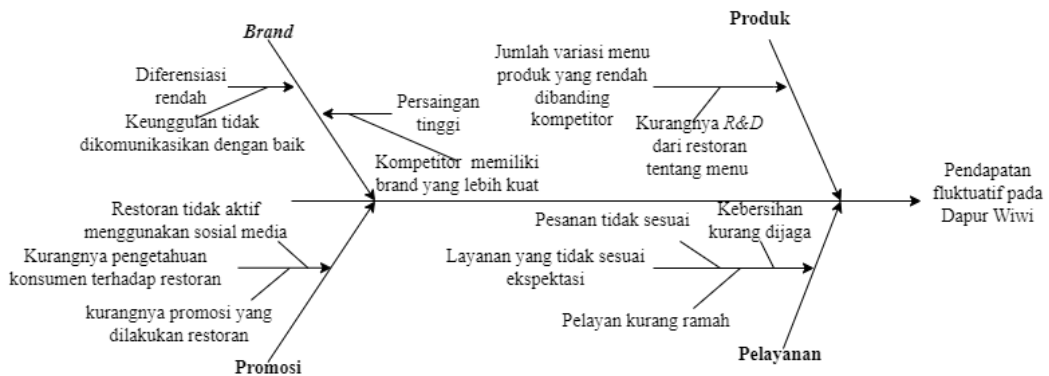 Brand
Diferensiasi
rendah
Keunggulan tidak
dikomunikasikan dengan baik
Persaingan
tinggi
Kompetitor memiliki
brand yang lebih kuat
Produk
Jumlah variasi menu
produk yang rendah
dibanding
kompetitor
Kurangnya R&D
dari restoran
tentang menu
Pendapatan
fluktuatif pada
Dapur Wiwi
Restoran tidak aktif
menggunakan sosial media
Kurangnya pengetahuan
konsumen terhadap restoran
kurangnya promosi yang
dilakukan restoran
Promosi
Pesanan tidak sesuai
Kebersihan
kurang dijaga
Layanan yang tidak sesuai
ekspektasi
Pelayan kurang ramah
Pelayanan